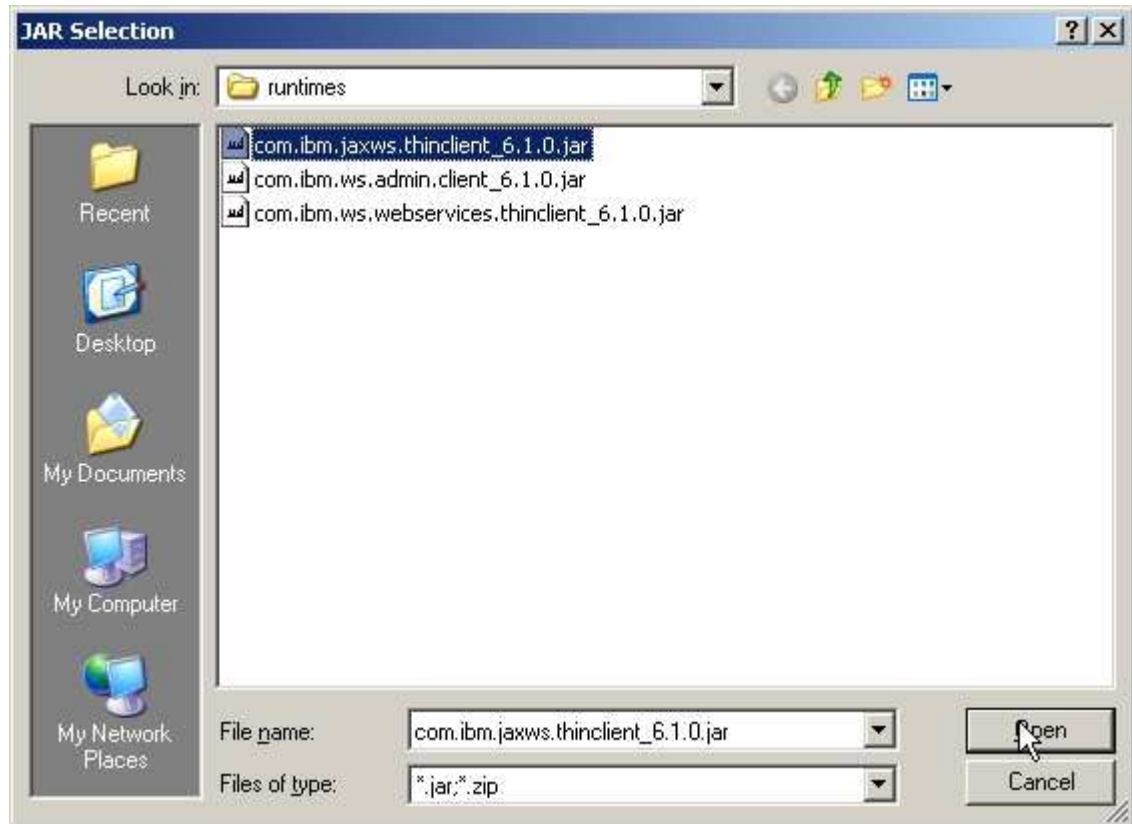 JAR Selection
Look in: runtimes
com.ibm.jaxws.thinclient_6.1.0.jar
com.ibm.ws.admin.client_6.1.0.jar
com.ibm.ws.webservices.thinclient_6.1.0.jar
Recent
Desktop
My Documents
My Computer
My Network
Places
File name: com.ibm.jaxws.thinclient_6.1.0.jar Open
Files of type: *.jar;*.zip Cancel